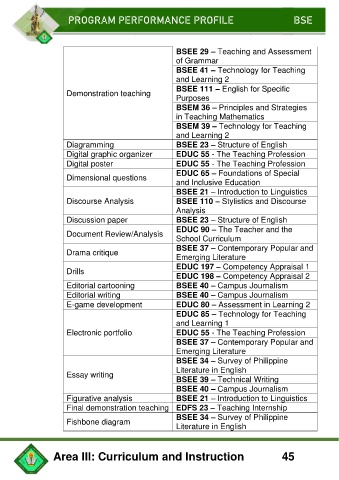 PROGRAM PERFORMANCE PROFILE BSE
Demonstration teaching
BSEE 29 – Teaching and Assessment
of Grammar
BSEE 41 – Technology for Teaching
and Learning 2
BSEE 111 – English for Specific
Purposes
BSEM 36 – Principles and Strategies
in Teaching Mathematics
BSEM 39 – Technology for Teaching
and Learning 2
Diagramming
BSEE 23 – Structure of English
Digital graphic organizer
EDUC 55 - The Teaching Profession
Digital poster
EDUC 55 - The Teaching Profession
Dimensional questions
EDUC 65 – Foundations of Special
and Inclusive Education
Discourse Analysis
BSEE 21 – Introduction to Linguistics
BSEE 110 – Stylistics and Discourse
Analysis
Discussion paper
BSEE 23 – Structure of English
Document Review/Analysis
EDUC 90 – The Teacher and the
School Curriculum
Drama critique
BSEE 37 – Contemporary Popular and
Emerging Literature
Drills
EDUC 197 – Competency Appraisal 1
EDUC 198 – Competency Appraisal 2
Editorial cartooning
BSEE 40 – Campus Journalism
Editorial writing
BSEE 40 – Campus Journalism
E-game development
EDUC 80 – Assessment in Learning 2
Electronic portfolio
EDUC 85 – Technology for Teaching
and Learning 1
EDUC 55 - The Teaching Profession
BSEE 37 – Contemporary Popular and
Emerging Literature
Essay writing
BSEE 34 – Survey of Philippine
Literature in English
BSEE 39 – Technical Writing
BSEE 40 – Campus Journalism
Figurative analysis
BSEE 21 – Introduction to Linguistics
Final demonstration teaching
EDFS 23 – Teaching Internship
Fishbone diagram
BSEE 34 – Survey of Philippine
Literature in English
Area III: Curriculum and Instruction 45